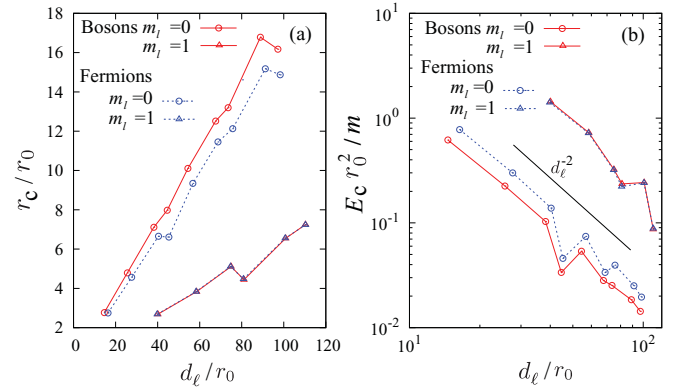 (a)
Bosons m_l =0
m_l =1
Fermions
m_l =0
m_l =1
r_c/r_0
18
16
14
12
10
8
6
4
2
0 20 40 60 80 100 120
d_ℓ/r_0
(b)
Bosons m_l =0
m_l =1
Fermions
m_l =0
m_l =1
d_ℓ^-2
E_c r_0^2/m
10^1
10^0
10^-1
10^-2
10^1 10^2
d_ℓ/r_0